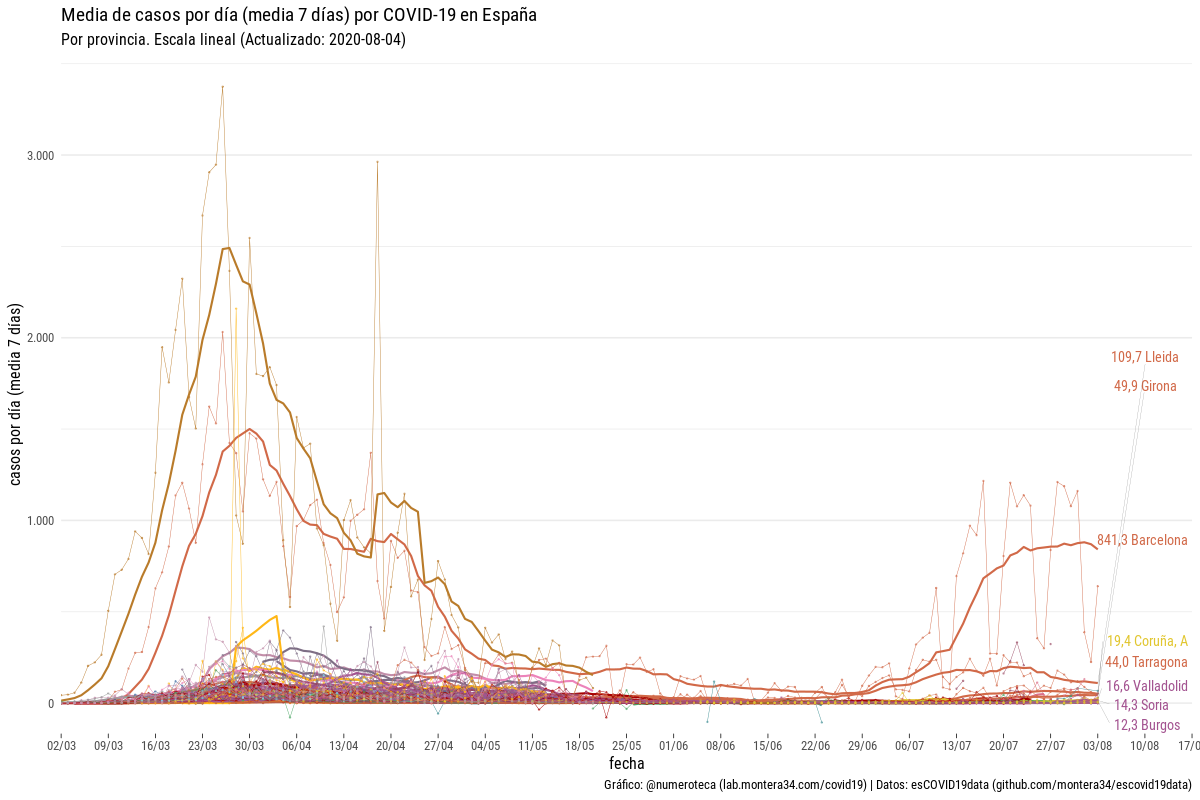 Media de casos por día (media 7 días) por COVID-19 en España
Por provincia. Escala lineal (Actualizado: 2020-08-04)
casos por día (media 7 días)
3.000
2.000
1.000
0
109,7 Lleida
49,9 Girona
841,3 Barcelona
19,4 Coruña, A
44,0 Tarragona
16,6 Valladolid
14,3 Soria
12,3 Burgos
02/03 09/03 16/03 23/03 30/03 06/04 13/04 20/04 27/04 04/05 11/05 18/05 25/05 01/06 08/06 15/06 22/06 29/06 06/07 13/07 20/07 27/07 03/08 10/08 17/0
fecha
Gráfico: @numeroteca (lab.montera34.com/covid19) | Datos: esCOVID19data (github.com/montera34/escovid19data)